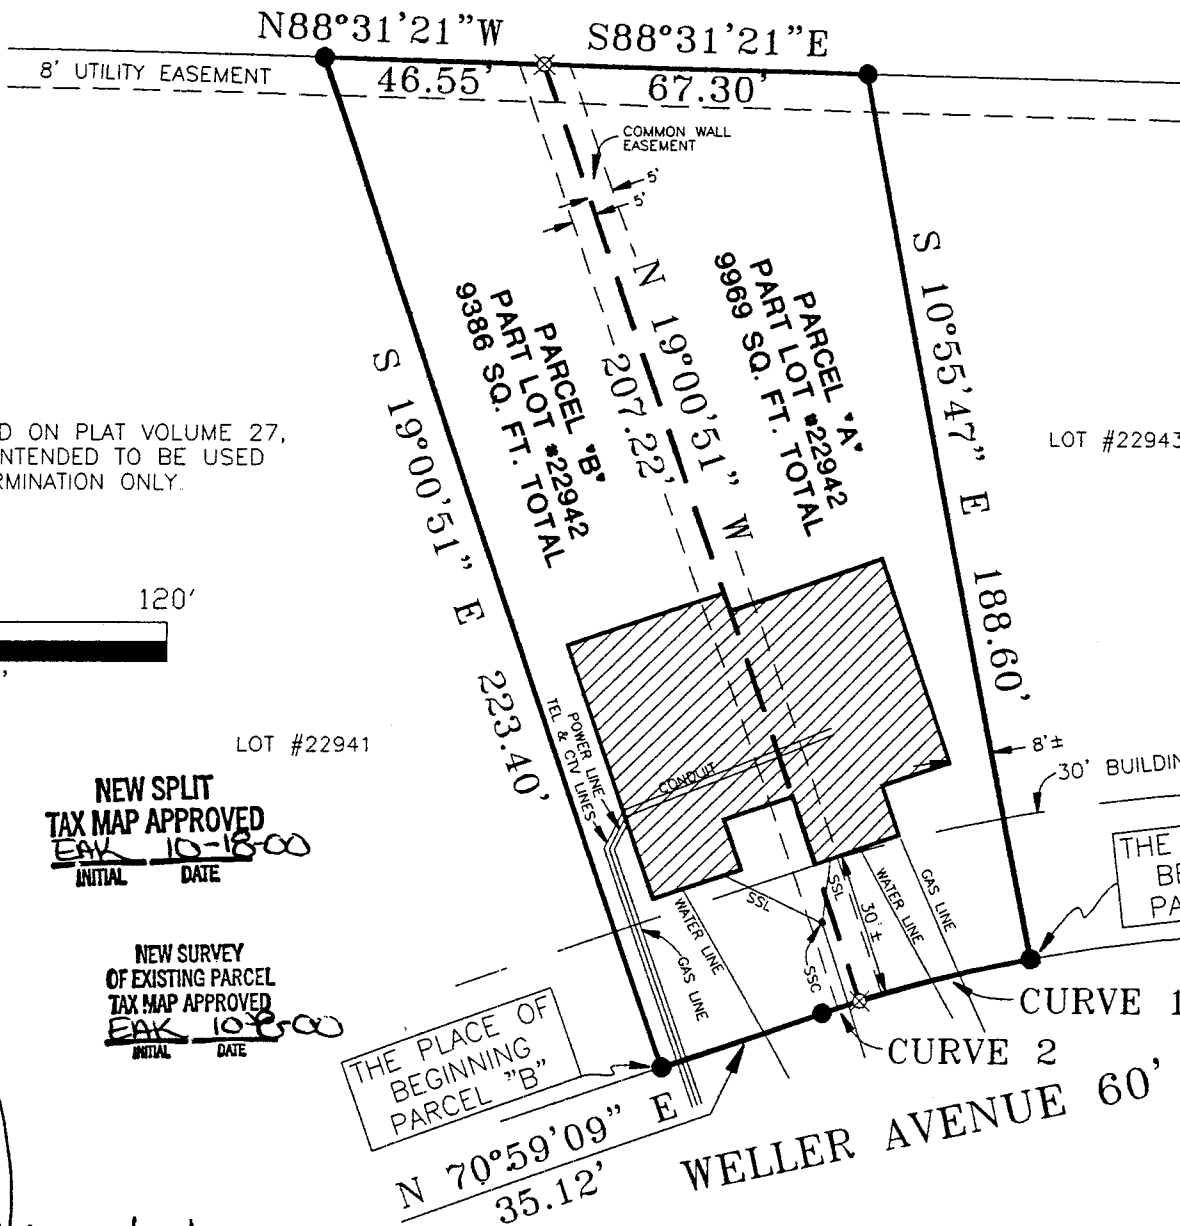 N88°31'21"W
S88°31'21"E
8' UTILITY EASEMENT
46.55'
67.30'
COMMON WALL
EASEMENT
5'
5'
N 19°00'51" W
207.22'
S 10°55'47" E 188.60'
PARCEL "A"
PART LOT #22942
9969 SQ. FT. TOTAL
PARCEL "B"
PART LOT #22942
9386 SQ. FT. TOTAL
S 19°00'51" E 223.40'
D ON PLAT VOLUME 27,
NTENDED TO BE USED
RMINATION ONLY.
LOT #22943
120'
LOT #22941
POWER LINE
TEL & CTV LINES
CONDUIT
8'±
30' BUILDIN
NEW SPLIT
TAX MAP APPROVED
EAK 10-18-00
INITIAL DATE
THE
BE
PA
SSL
SSL
30'±
WATER LINE
GAS LINE
WATER LINE
GAS LINE
SSC
NEW SURVEY
OF EXISTING PARCEL
TAX MAP APPROVED
EAK
INITIAL DATE
CURVE 1
CURVE 2
THE PLACE OF
BEGINNING
PARCEL "B"
N 70°59'09" E
35.12'
WELLER AVENUE 60'